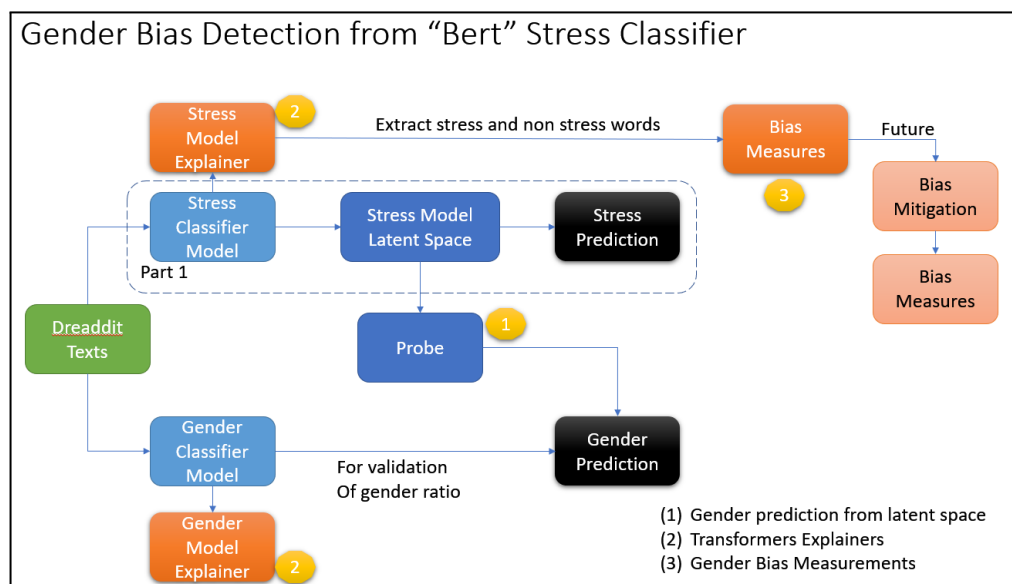 Gender Bias Detection from “Bert” Stress Classifier
Stress
Model
Explainer
2
Extract stress and non stress words
Bias
Measures
3
Future
Bias
Mitigation
Bias
Measures
Stress
Classifier
Model
Stress Model
Latent Space
Stress
Prediction
Part 1
Dreaddit
Texts
Probe
1
Gender
Classifier
Model
For validation
Of gender ratio
Gender
Prediction
Gender
Model
Explainer
2
(1) Gender prediction from latent space
(2) Transformers Explainers
(3) Gender Bias Measurements